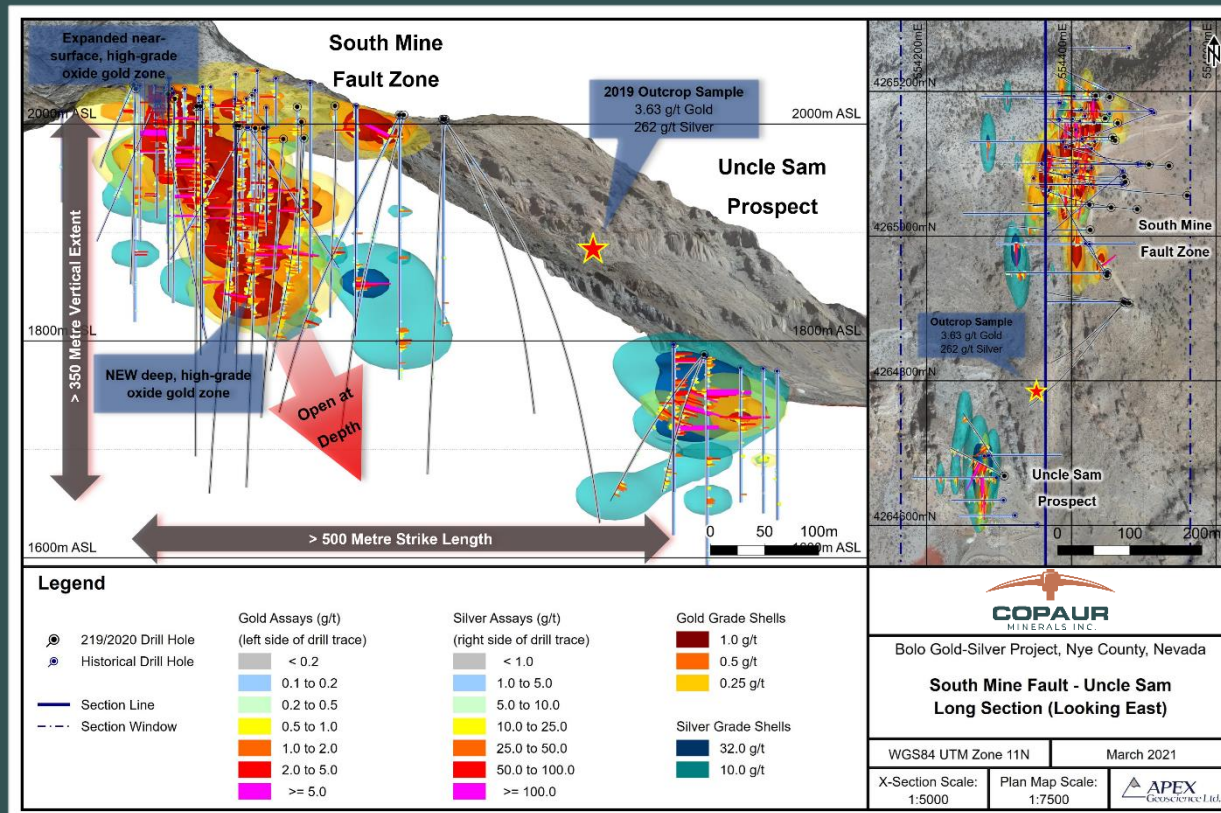 Expanded near-
surface, high-grade
oxide gold zone
South Mine
Fault Zone
2000m ASL
2000m ASL
2019 Outcrop Sample
3.63 g/t Gold
262 g/t Silver
Uncle Sam
Prospect
> 350 Metre Vertical Extent
1800m ASL
1800m ASL
NEW deep, high-grade
oxide gold zone
Open at
Depth
> 500 Metre Strike Length
0 50 100m
1600m ASL
554200mE
554400mE
N
4265200mN
South Mine
Fault Zone
Outcrop Sample
3.63 g/t Gold
262 g/t Silver
4264800mN
Uncle Sam
Prospect
4264600mN
0 100 200m
Legend
219/2020 Drill Hole
Historical Drill Hole
Section Line
Section Window
Gold Assays (g/t)
(left side of drill trace)
< 0.2
0.1 to 0.2
0.2 to 0.5
0.5 to 1.0
1.0 to 2.0
2.0 to 5.0
>= 5.0
Silver Assays (g/t)
(right side of drill trace)
< 1.0
1.0 to 5.0
5.0 to 10.0
10.0 to 25.0
25.0 to 50.0
50.0 to 100.0
>= 100.0
Gold Grade Shells
1.0 g/t
0.5 g/t
0.25 g/t
Silver Grade Shells
32.0 g/t
10.0 g/t
COPAUR
MINERALS INC.
Bolo Gold-Silver Project, Nye County, Nevada
South Mine Fault - Uncle Sam
Long Section (Looking East)
WGS84 UTM Zone 11N
March 2021
X-Section Scale:
1:5000
Plan Map Scale:
1:7500
APEX
Geoscience Ltd.